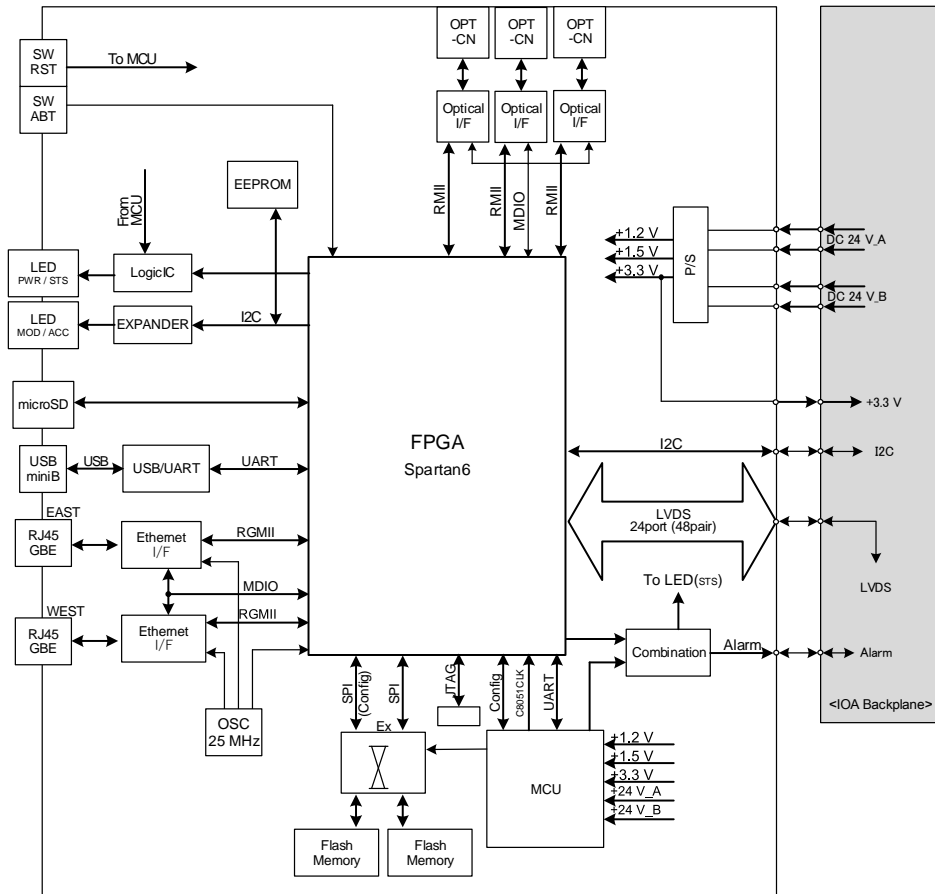 OPT
-CN
OPT
-CN
OPT
-CN
SW
RST
To MCU
SW
ABT
Optical
I/F
Optical
I/F
Optical
I/F
EEPROM
RMII
RMII
MDIO
RMII
From
MCU
+1.2 V
+1.5 V
+3.3 V
P/S
DC 24 V_A
DC 24 V_B
LED
PWR / STS
LogicIC
LED
MOD / ACC
EXPANDER
I2C
microSD
+3.3 V
FPGA
Spartan6
I2C
I2C
USB
miniB
USB
USB/UART
UART
EAST
RJ45
GBE
Ethernet
I/F
RGMII
LVDS
24port (48pair)
LVDS
MDIO
To LED(STS)
WEST
RJ45
GBE
Ethernet
I/F
RGMII
Combination
Alarm
Alarm
SPI
(Config)
SPI
JTAG
Config
C8051CLK
UART
<IOA Backplane>
OSC
25 MHz
Ex
MCU
+1.2 V
+1.5 V
+3.3 V
+24 V_A
+24 V_B
Flash
Memory
Flash
Memory